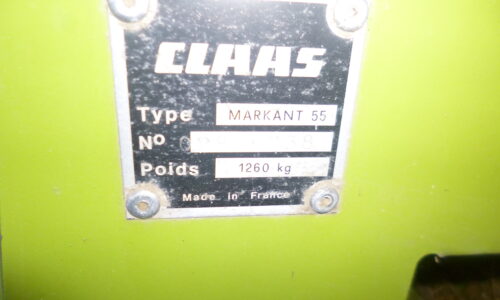 CLAAS
Type MARKANT 55
No
Poids 1260 kg
Made In France